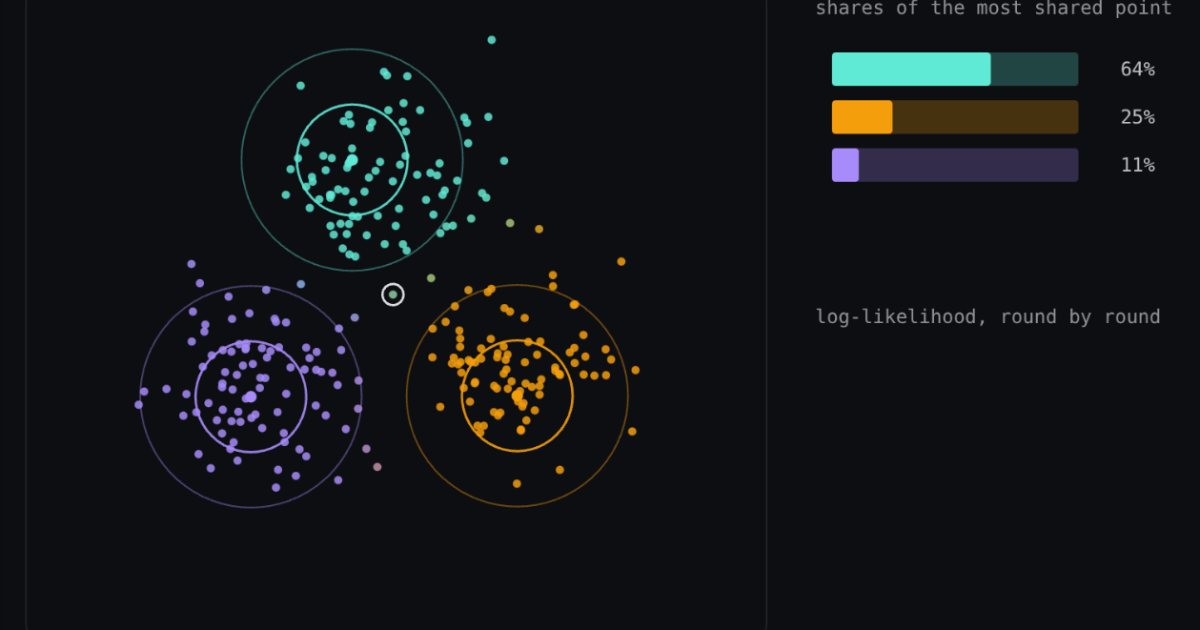 shares of the most shared point
64%
25%
11%
log-likelihood, round by round